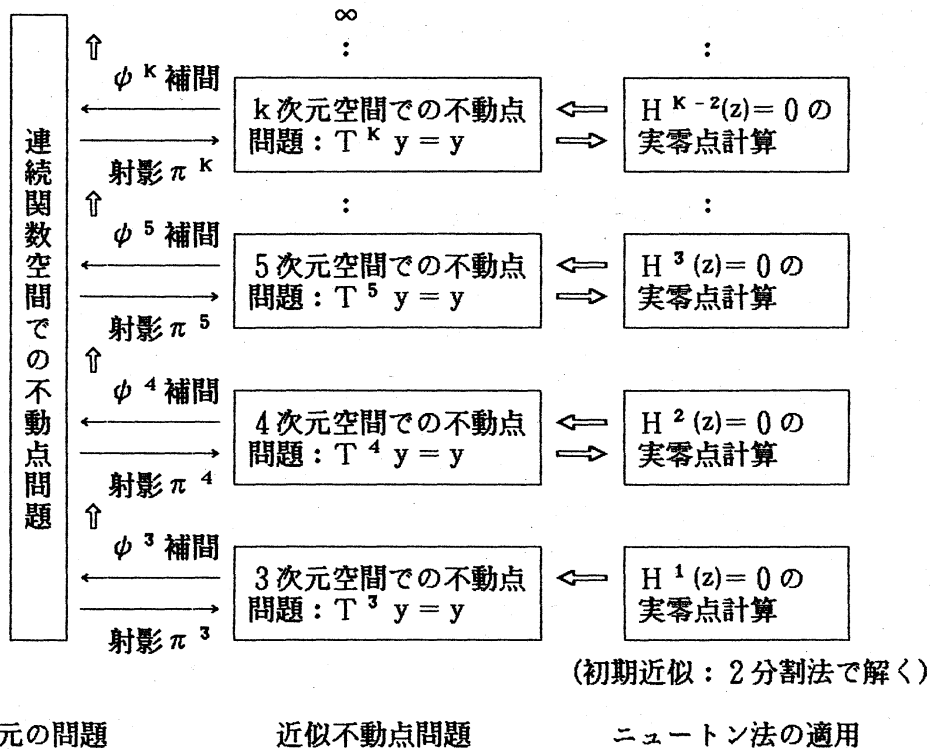 ∞
:
:
連続関数空間での不動点問題
⇑
ψ ᴷ 補間
射影 π ᴷ
k次元空間での不動点
問題：T ᴷ y = y
H ᴷ⁻²(z) = 0 の
実零点計算
⇑
:
:
ψ ⁵ 補間
射影 π ⁵
5次元空間での不動点
問題：T ⁵ y = y
H ³ (z) = 0 の
実零点計算
⇑
ψ ⁴ 補間
射影 π ⁴
4次元空間での不動点
問題：T ⁴ y = y
H ² (z) = 0 の
実零点計算
⇑
ψ ³ 補間
射影 π ³
3次元空間での不動点
問題：T ³ y = y
H ¹ (z) = 0 の
実零点計算
(初期近似：2分割法で解く)
元の問題
近似不動点問題
ニュートン法の適用